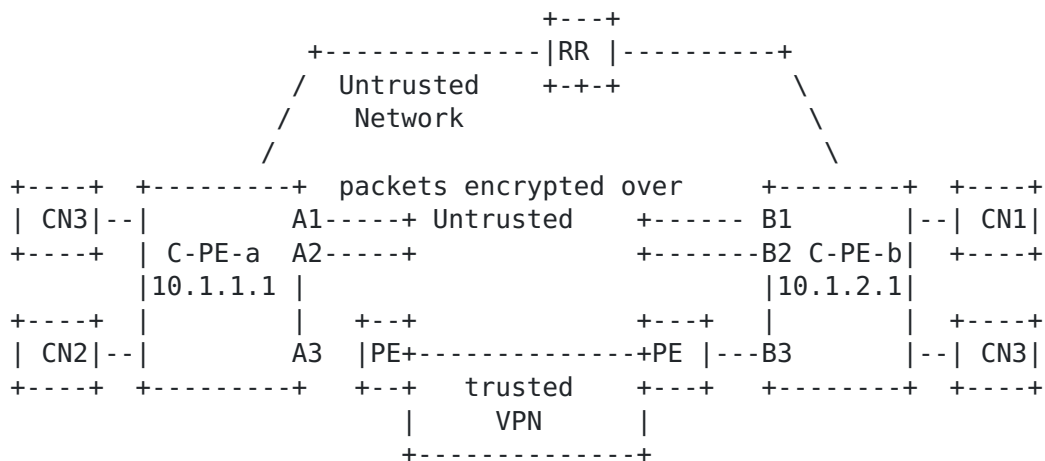 +---+
                    +--------------|RR |----------+
                   /  Untrusted    +-+-+           \
                  /    Network                      \
                 /                                   \
+----+  +---------+  packets encrypted over      +--------+  +----+
| CN3|--|         A1-----+ Untrusted    +------ B1        |--| CN1|
+----+  | C-PE-a  A2-----+              +-------B2 C-PE-b|  +----+
        |10.1.1.1 |                             |10.1.2.1|
+----+  |         |   +--+              +---+   |        |  +----+
| CN2|--|         A3  |PE+--------------+PE |---B3       |--| CN3|
+----+  +---------+   +--+   trusted    +---+   +--------+  +----+
                         |     VPN      |
                         +--------------+